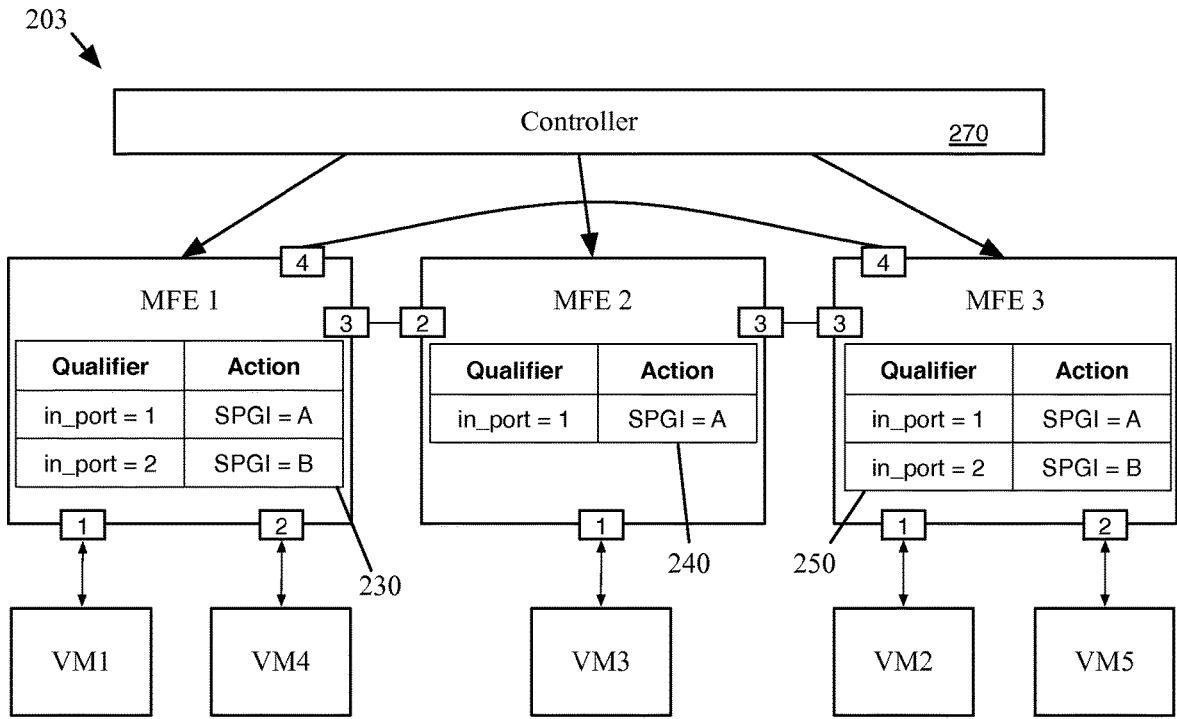 203
Controller
270
4
4
MFE 1
MFE 2
MFE 3
3
2
3
3
Qualifier Action
in_port = 1 SPGI = A
in_port = 2 SPGI = B
Qualifier Action
in_port = 1 SPGI = A
Qualifier Action
in_port = 1 SPGI = A
in_port = 2 SPGI = B
1
2
1
1
2
230
240
250
VM1
VM4
VM3
VM2
VM5